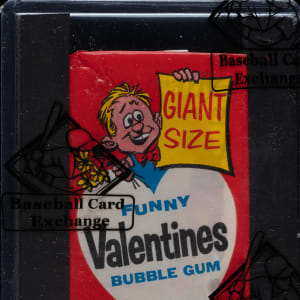 Baseball Card
Exchange
GIANT
SIZE
Baseball Card
Exchange
FUNNY
Valentines
BUBBLE GUM